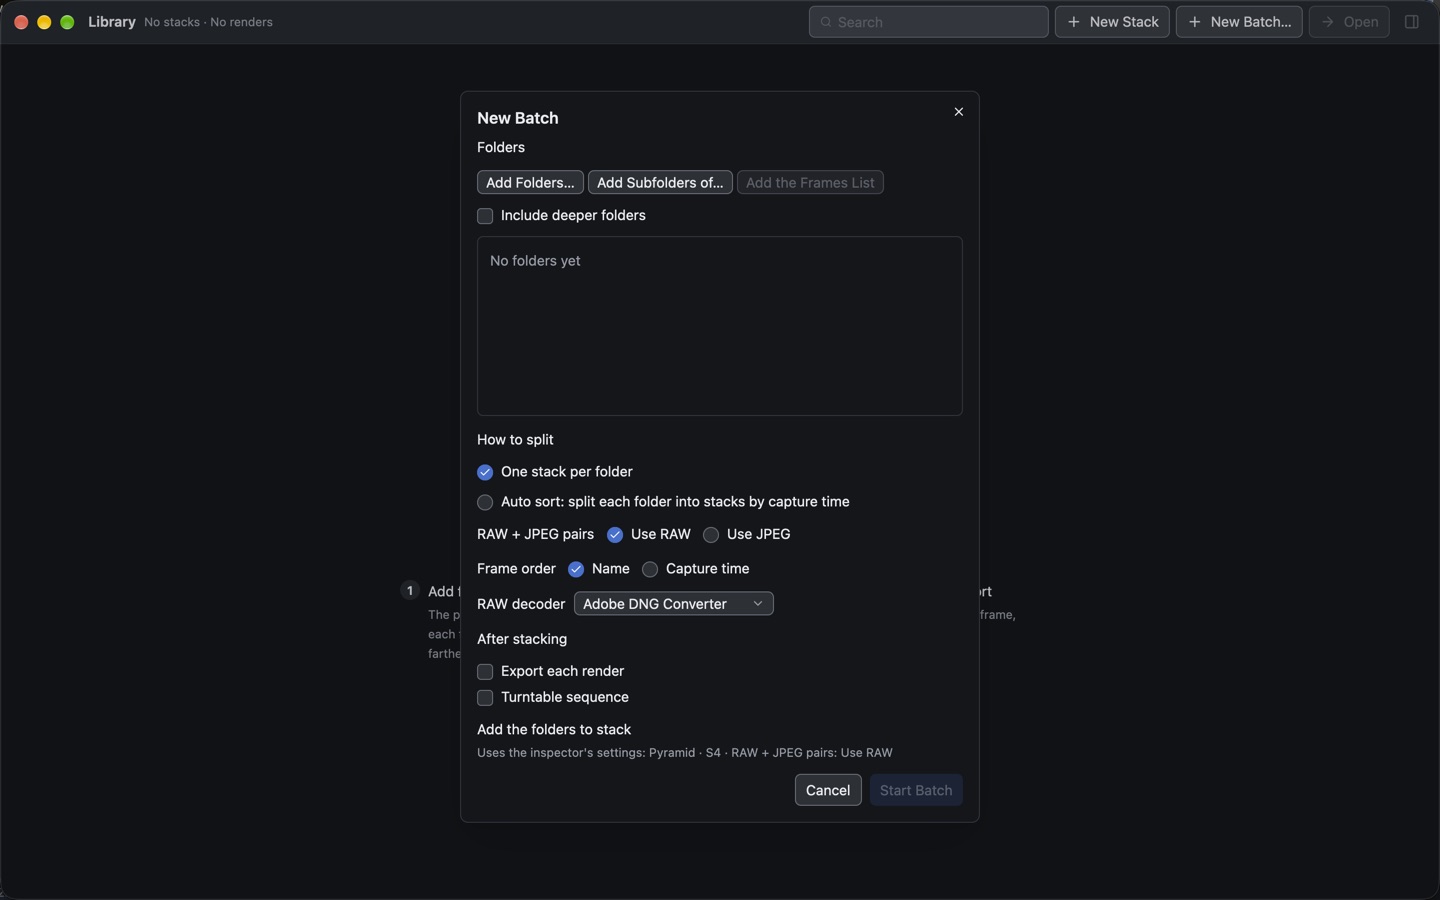 Library No stacks · No renders
Search
New Stack
New Batch...
Open
New Batch
Folders
Add Folders...
Add Subfolders of...
Add the Frames List
Include deeper folders
No folders yet
How to split
One stack per folder
Auto sort: split each folder into stacks by capture time
RAW + JPEG pairs Use RAW Use JPEG
Frame order Name Capture time
RAW decoder Adobe DNG Converter
After stacking
Export each render
Turntable sequence
Add the folders to stack
Uses the inspector's settings: Pyramid · S4 · RAW + JPEG pairs: Use RAW
Cancel
Start Batch
1 Add
The
each
frame,